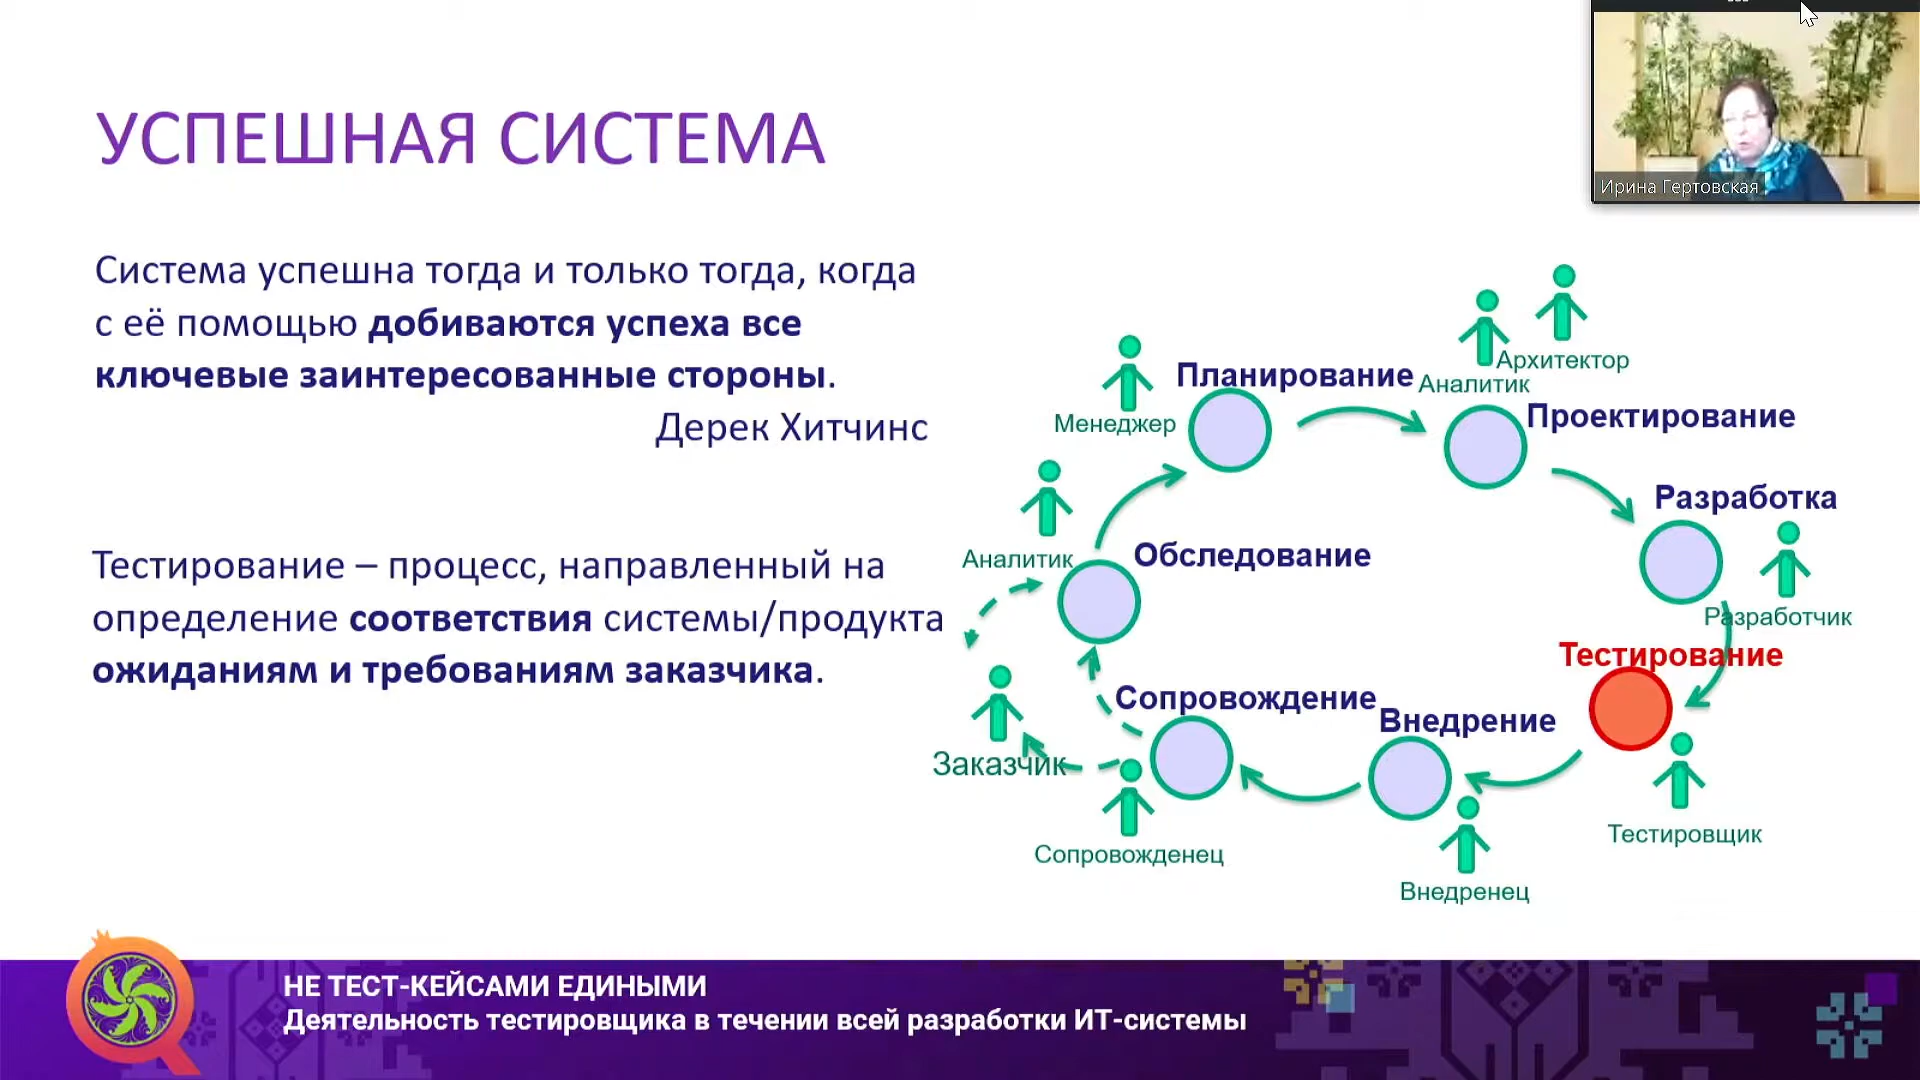 УСПЕШНАЯ СИСТЕМА
Ирина Гертовская
Система успешна тогда и только тогда, когда
с её помощью добиваются успеха все
ключевые заинтересованные стороны.
Дерек Хитчинс
Тестирование – процесс, направленный на
определение соответствия системы/продукта
ожиданиям и требованиям заказчика.
Архитектор
Планирование
Аналитик
Менеджер
Проектирование
Разработка
Аналитик
Обследование
Разработчик
Тестирование
Сопровождение
Внедрение
Заказчик
Тестировщик
Сопровожденец
Внедренец
НЕ ТЕСТ-КЕЙСАМИ ЕДИНЫМИ
Деятельность тестировщика в течении всей разработки ИТ-системы